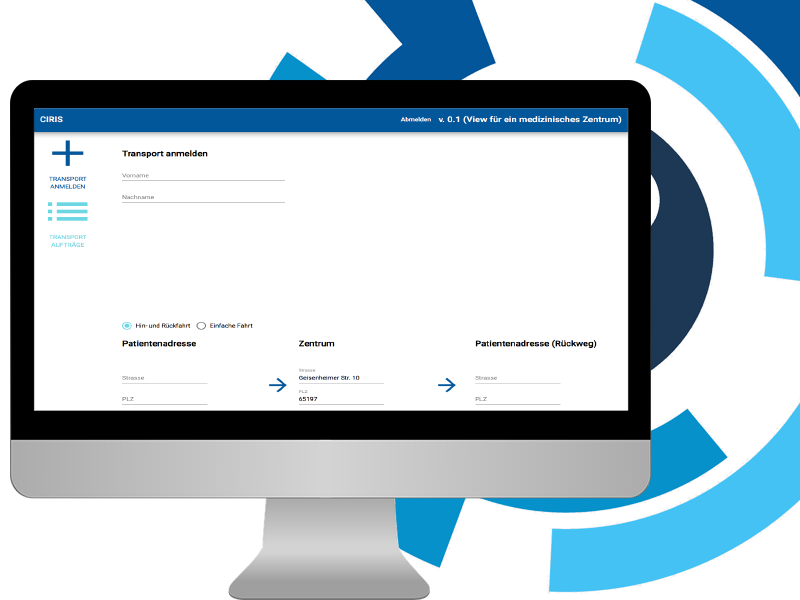 CIRIS
Abmelden v. 0.1 (View für ein medizinisches Zentrum)
TRANSPORT
ANMELDEN
TRANSPORT
AUFTRÄGE
Transport anmelden
Vorname
Nachname
Hin- und Rückfahrt Einfache Fahrt
Patientenadresse
Zentrum
Patientenadresse (Rückweg)
Strasse
PLZ
Strasse
Geisenheimer Str. 10
PLZ
65197
Strasse
PLZ